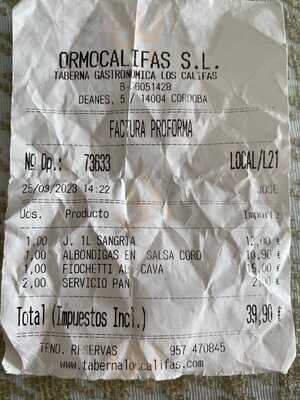 ORMOCALIFAS S.L.
TABERNA GASTRONOMICA LOS CALIFAS
B-56051428
DEANES, 5 / 14004 CORDOBA
FACTURA PROFORMA
Nº Op.: 73633 LOCAL/L21
25/03/2023 14:22 JOSE
Ucs. Producto Importe
1,00 J. 1L SANGRIA 12,00 €
1,00 ALBONDIGAS EN SALSA CORD 10,90 €
1,00 FIOCHETTI AL CAVA 15,00 €
2,00 SERVICIO PAN 2,00 €
Total (Impuestos Incl.) 39,90 €
TFNO. RESERVAS 957 470845
www.tabernaloscalifas.com